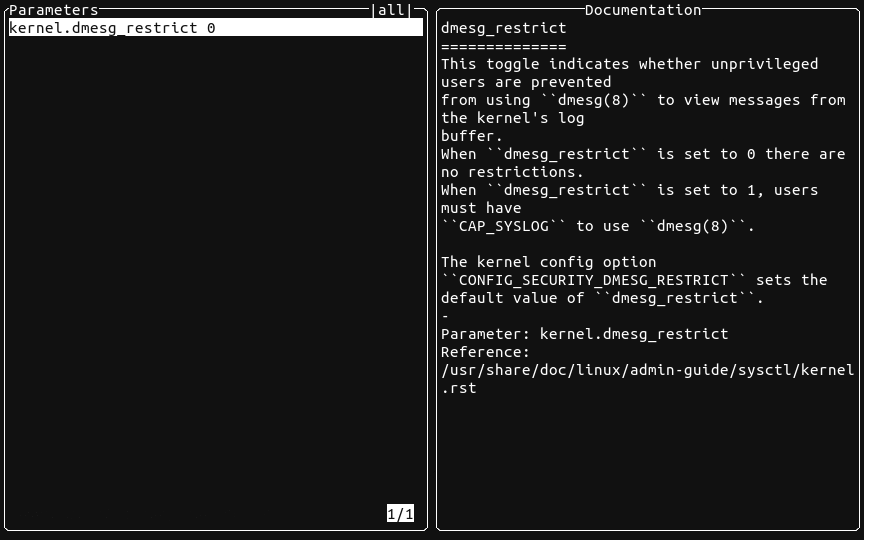 Parameters |all|
kernel.dmesg_restrict 0
1/1
Documentation
dmesg_restrict
==============
This toggle indicates whether unprivileged
users are prevented
from using ``dmesg(8)`` to view messages from
the kernel's log
buffer.
When ``dmesg_restrict`` is set to 0 there are
no restrictions.
When ``dmesg_restrict`` is set to 1, users
must have
``CAP_SYSLOG`` to use ``dmesg(8)``.

The kernel config option
``CONFIG_SECURITY_DMESG_RESTRICT`` sets the
default value of ``dmesg_restrict``.
-
Parameter: kernel.dmesg_restrict
Reference:
/usr/share/doc/linux/admin-guide/sysctl/kernel
.rst